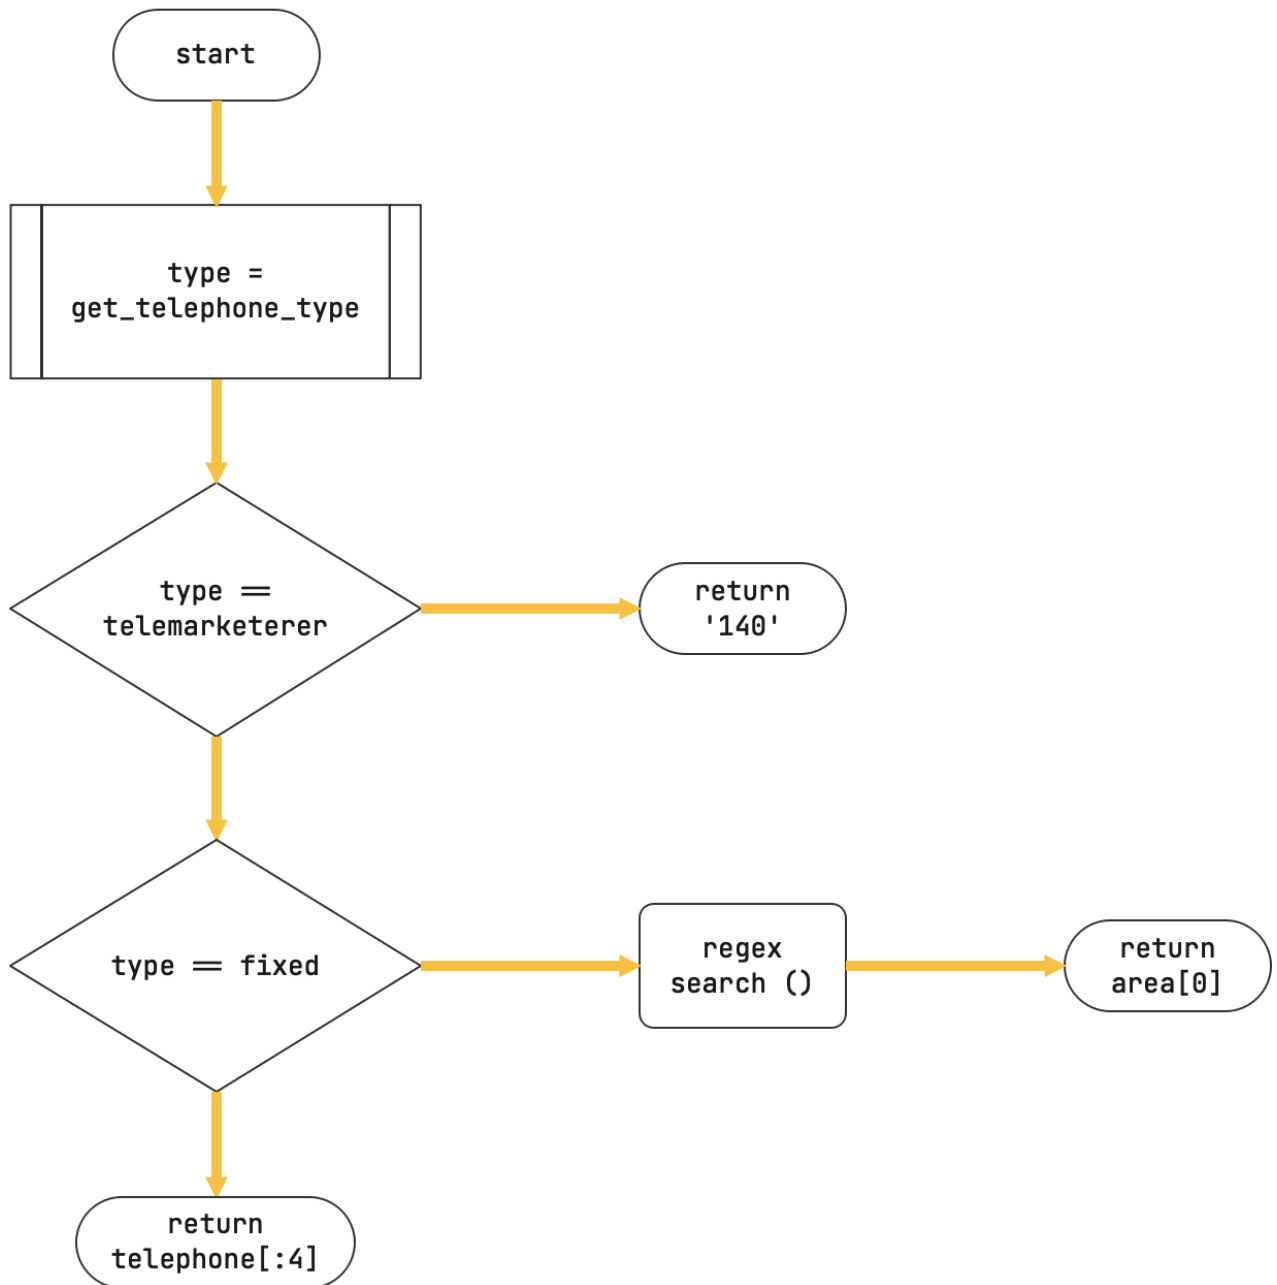 start
type =
get_telephone_type
type ==
telemarketerer
return
'140'
type == fixed
regex
search ()
return
area[0]
return
telephone[:4]